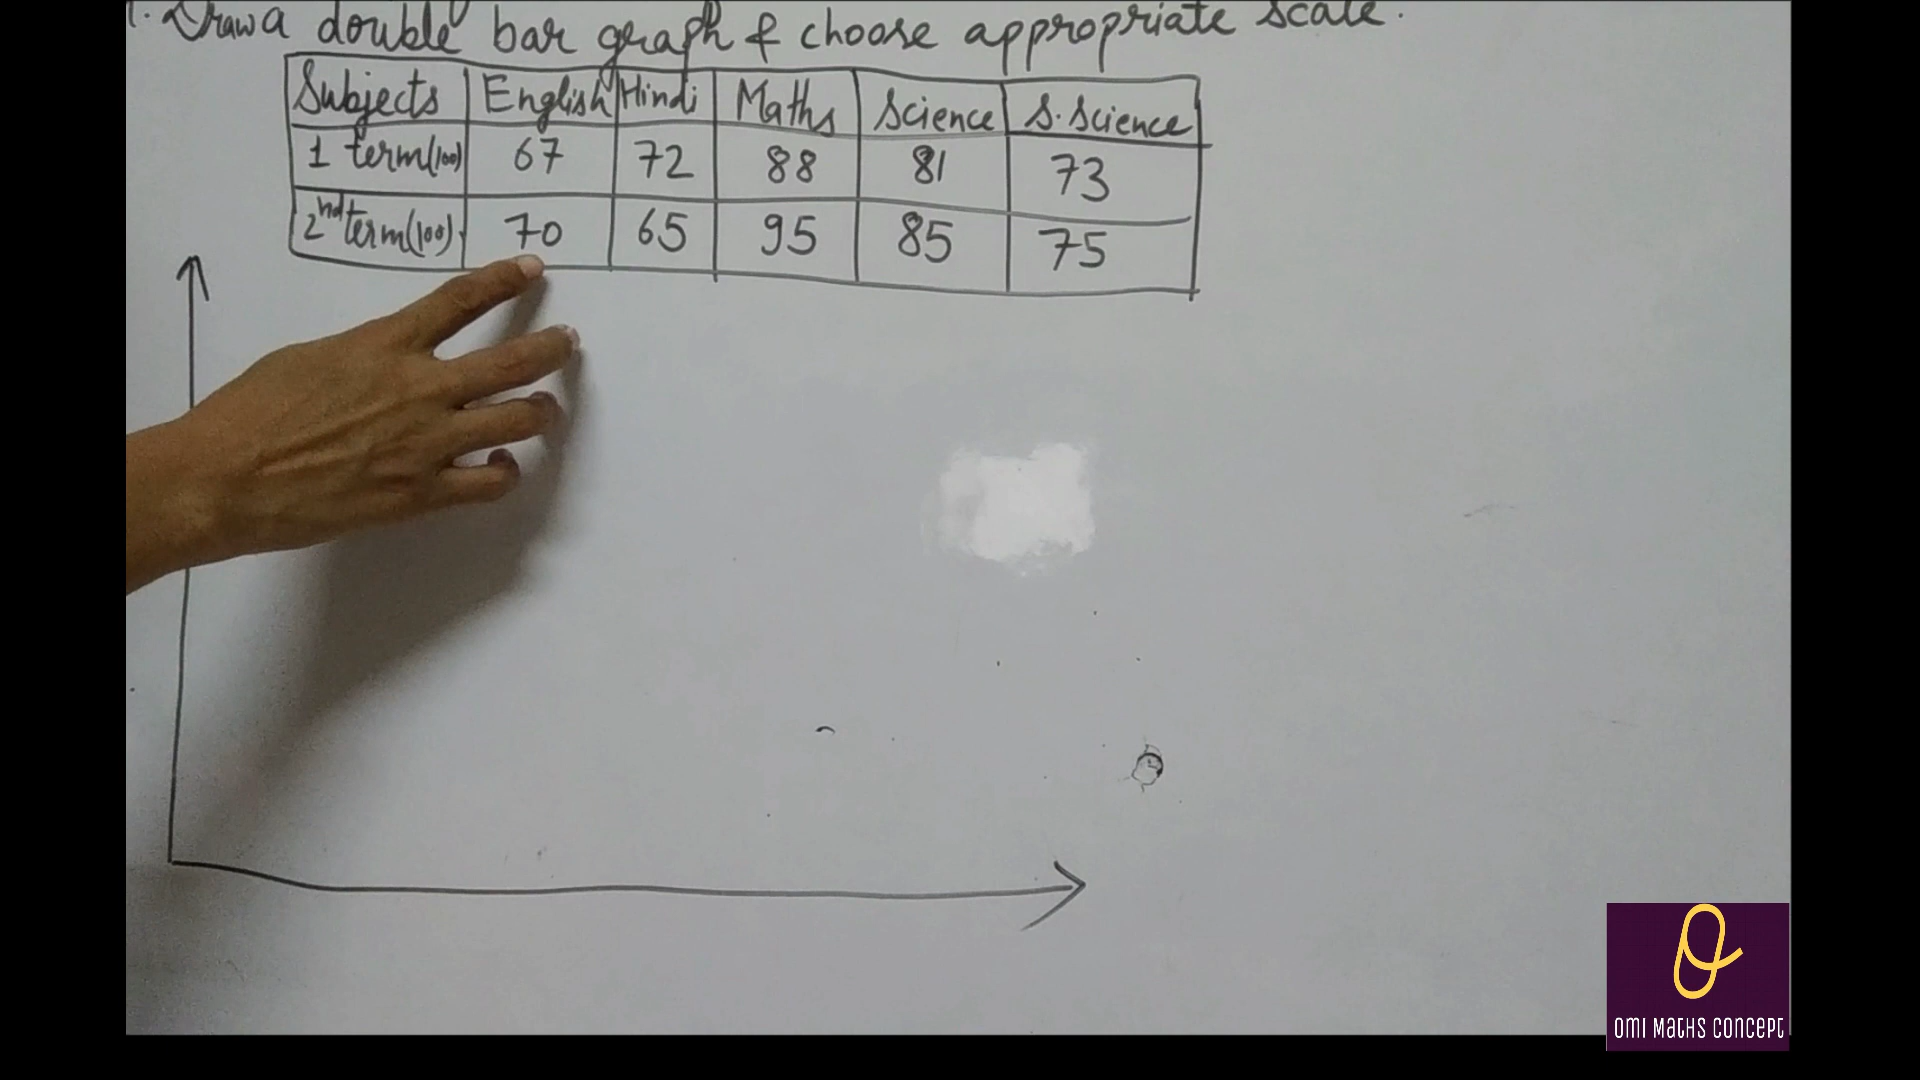 1. Draw a double bar graph & choose appropriate scale.
Subjects English Hindi Maths Science S.Science
1 term(100) 67 72 88 81 73
2nd term(100) 70 65 95 85 75
OMI MATHS CONCEPT